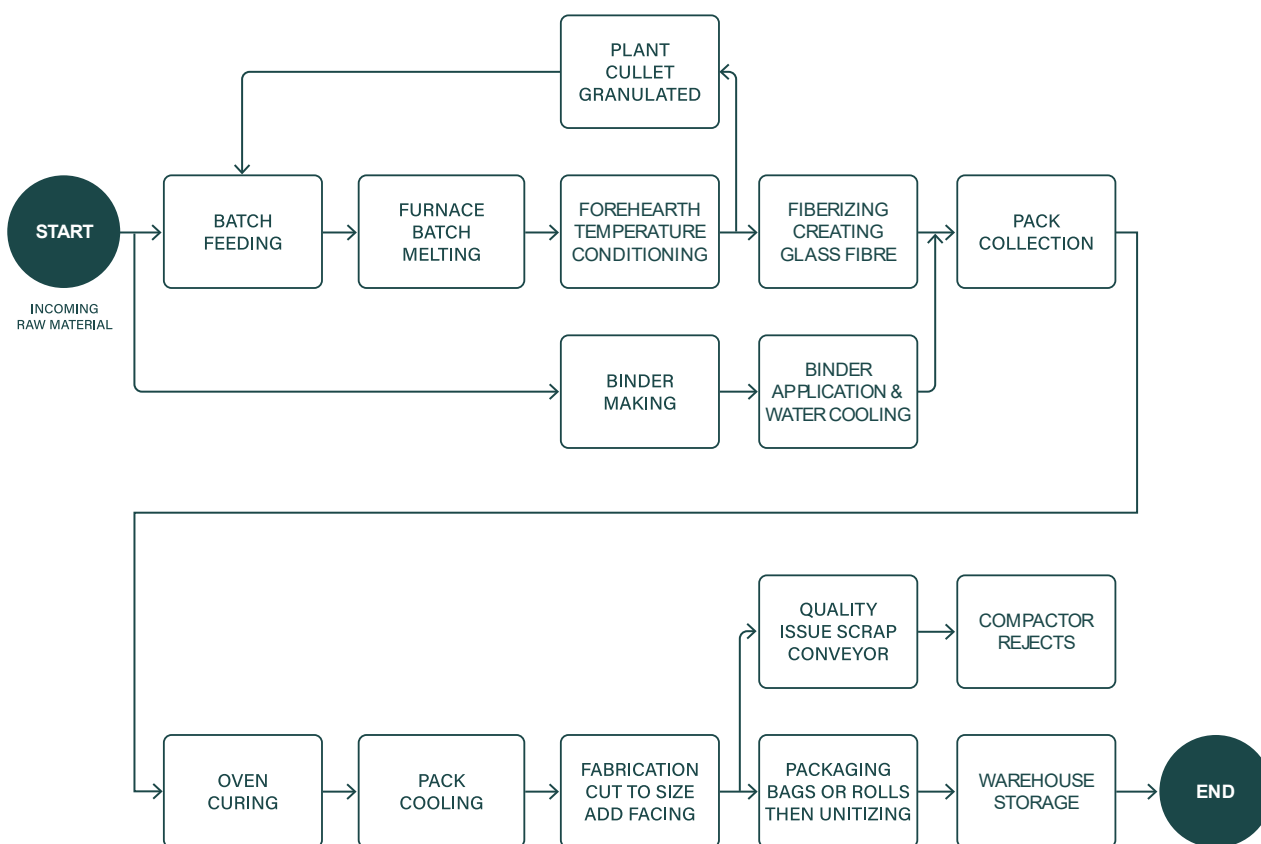 PLANT
CULLET
GRANULATED
START
INCOMING
RAW MATERIAL
BATCH
FEEDING
FURNACE
BATCH
MELTING
FOREHEARTH
TEMPERATURE
CONDITIONING
FIBERIZING
CREATING
GLASS FIBRE
PACK
COLLECTION
BINDER
MAKING
BINDER
APPLICATION &
WATER COOLING
QUALITY
ISSUE SCRAP
CONVEYOR
COMPACTOR
REJECTS
OVEN
CURING
PACK
COOLING
FABRICATION
CUT TO SIZE
ADD FACING
PACKAGING
BAGS OR ROLLS
THEN UNITIZING
WAREHOUSE
STORAGE
END